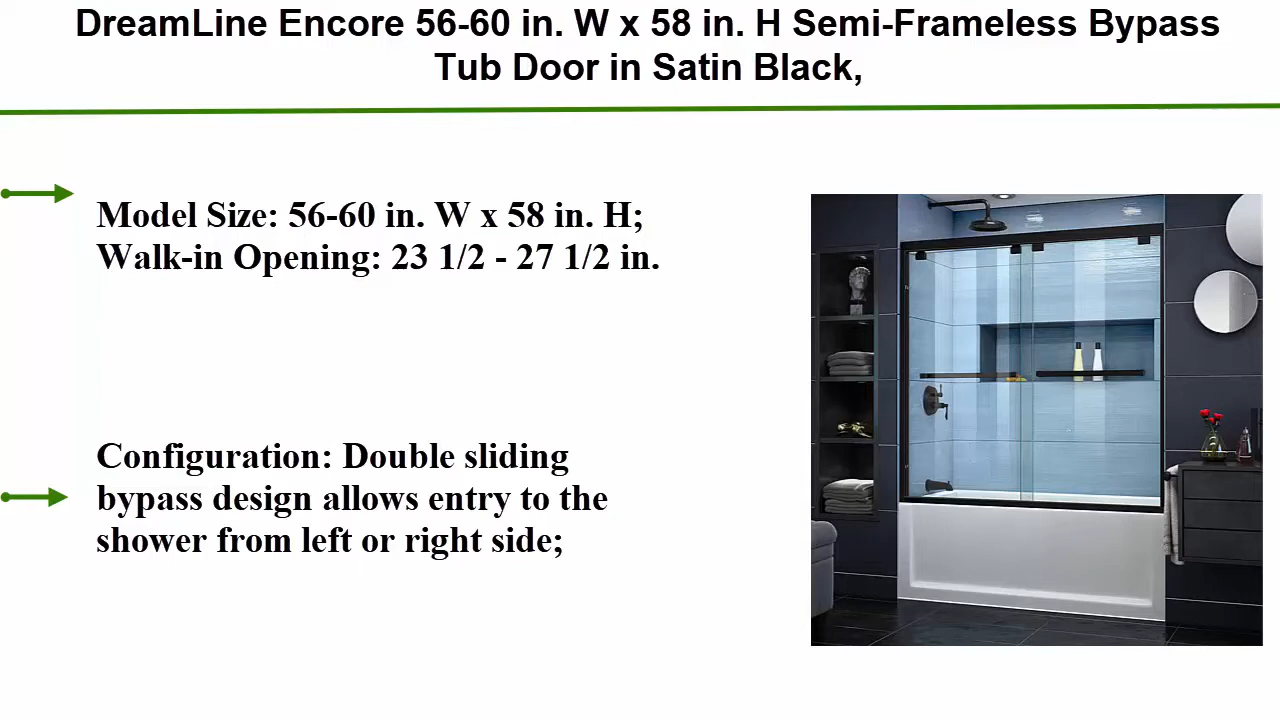 DreamLine Encore 56-60 in. W x 58 in. H Semi-Frameless Bypass
Tub Door in Satin Black,
Model Size: 56-60 in. W x 58 in. H;
Walk-in Opening: 23 1/2 - 27 1/2 in.
Configuration: Double sliding
bypass design allows entry to the
shower from left or right side;